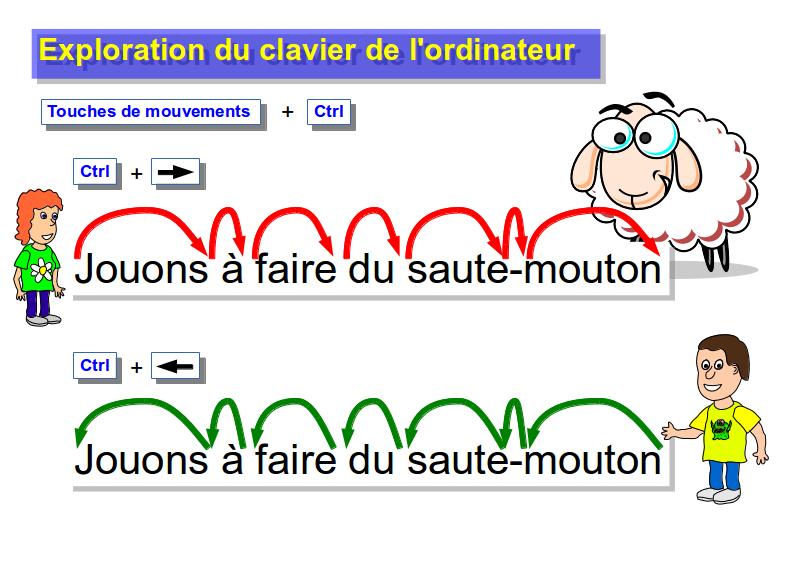 Exploration du clavier de l'ordinateur
Touches de mouvements + Ctrl
Ctrl +
Jouons à faire du saute-mouton
Ctrl +
Jouons à faire du saute-mouton